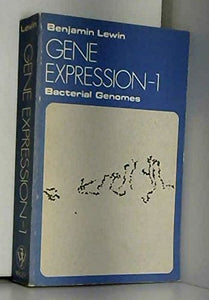 Lewin
GENE EXPRESSION-1
Benjamin Lewin
GENE
EXPRESSION-1
Bacterial Genomes